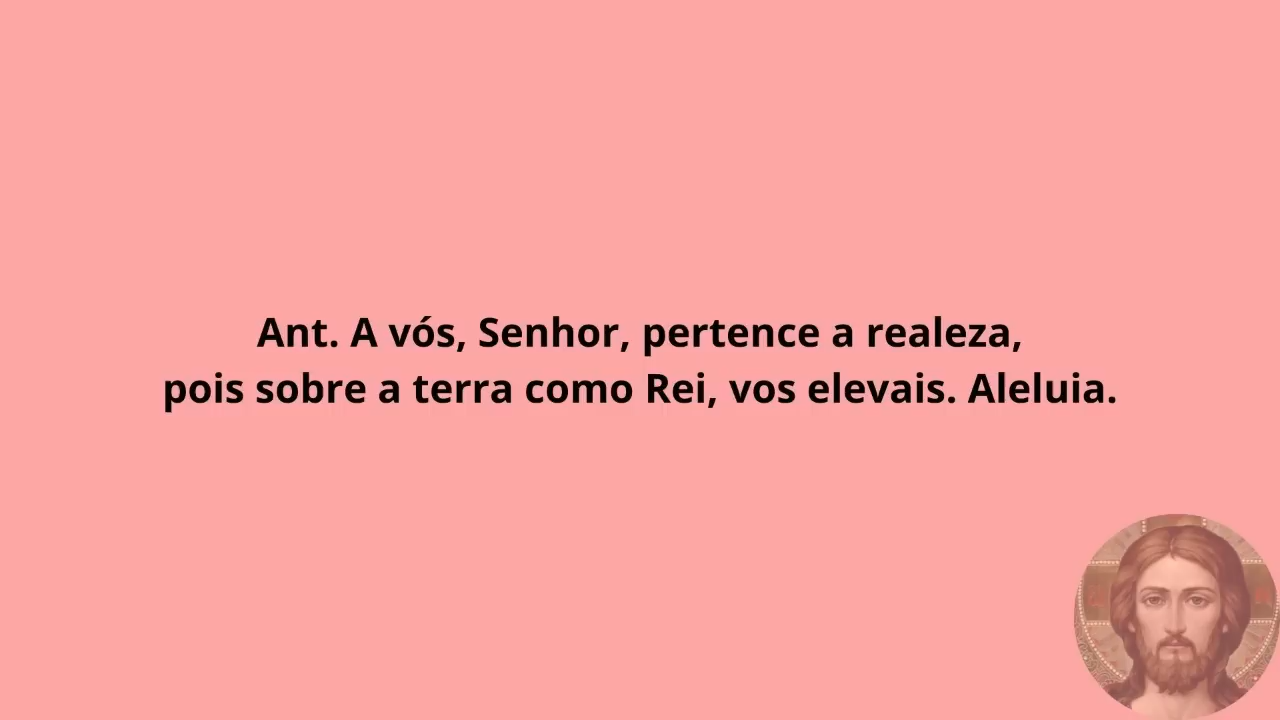 Ant. A vós, Senhor, pertence a realeza,
pois sobre a terra como Rei, vos elevais. Aleluia.